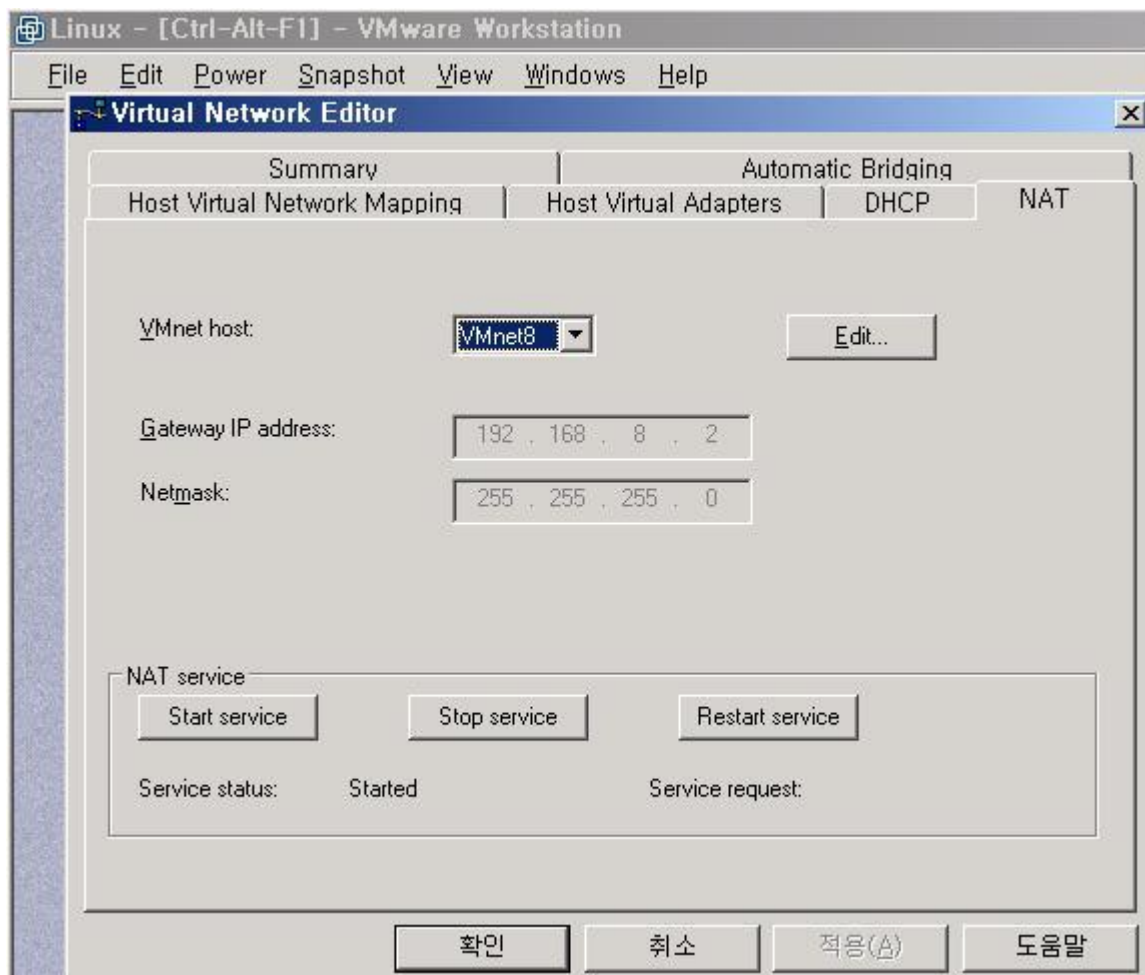 Linux - [Ctrl-Alt-F1] - VMware Workstation
File Edit Power Snapshot View Windows Help
Virtual Network Editor
Summary Automatic Bridging
Host Virtual Network Mapping Host Virtual Adapters DHCP NAT
VMnet host: VMnet8 Edit...
Gateway IP address: 192 . 168 . 8 . 2
Netmask: 255 . 255 . 255 . 0
NAT service
Start service Stop service Restart service
Service status: Started Service request:
확인 취소 적용(A) 도움말